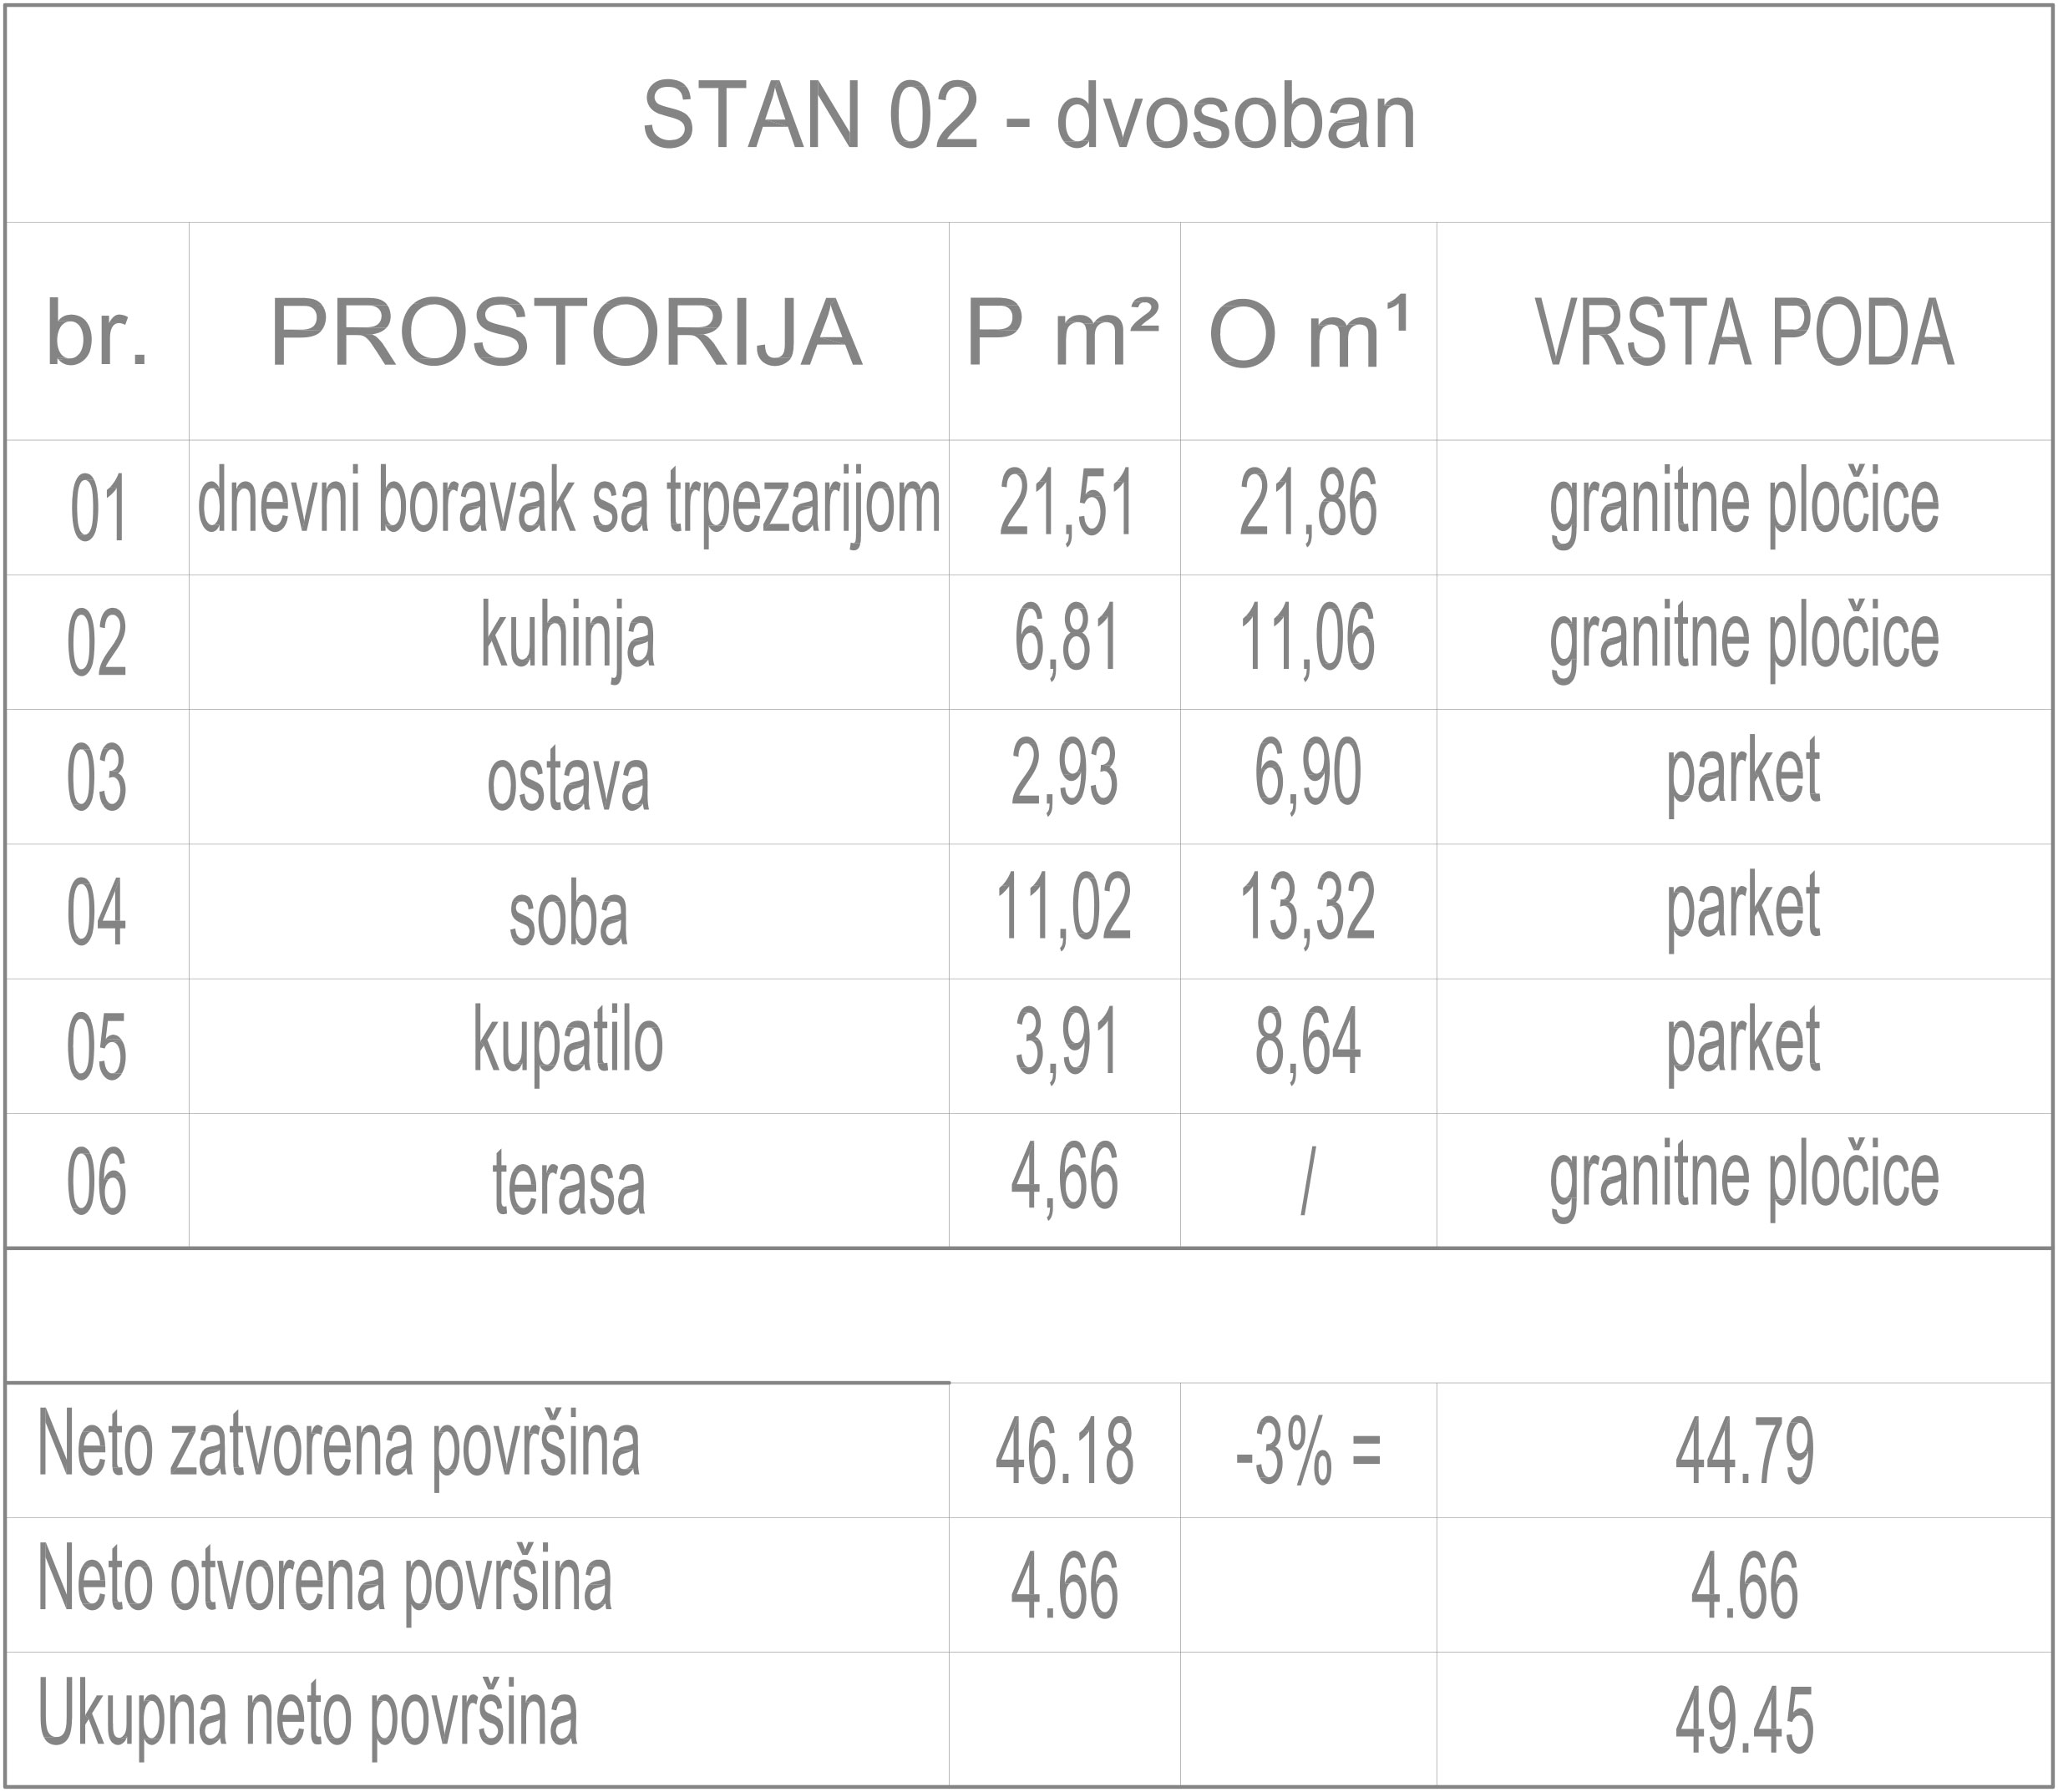 STAN 02 - dvosoban
br. PROSTORIJA P m² O m¹ VRSTA PODA
01 dnevni boravak sa trpezarijom 21,51 21,86 granitne pločice
02 kuhinja 6,81 11,06 granitne pločice
03 ostava 2,93 6,90 parket
04 soba 11,02 13,32 parket
05 kupatilo 3,91 8,64 parket
06 terasa 4,66 / granitne pločice
Neto zatvorena površina 46.18 -3% = 44.79
Neto otvorena površina 4.66 4.66
Ukupna neto površina 49.45